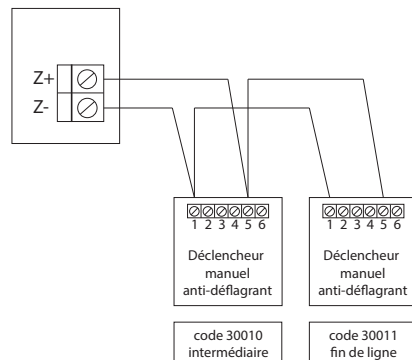 Z+
Z-
1 2 3 4 5 6
Déclencheur
manuel
anti-déflagrant
1 2 3 4 5 6
Déclencheur
manuel
anti-déflagrant
code 30010
intermédiaire
code 30011
fin de ligne